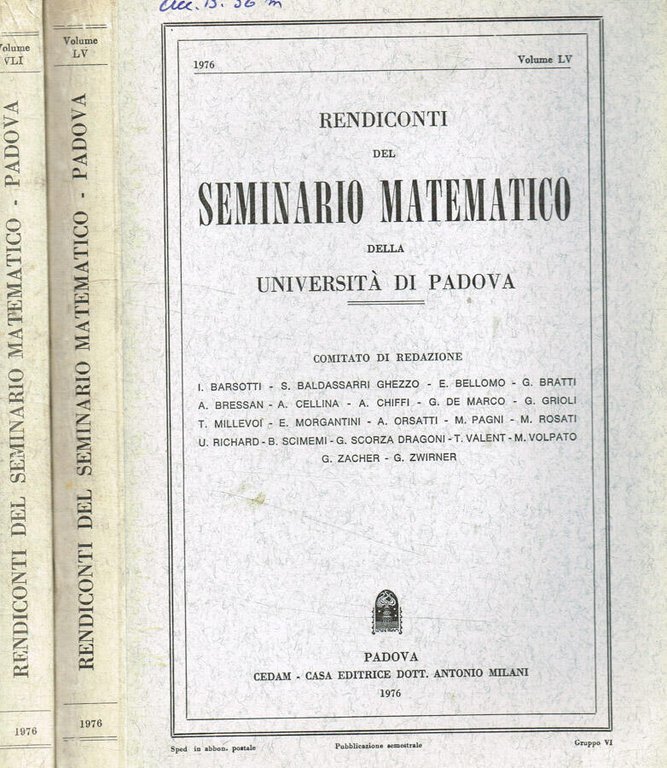 Volume
VLI
RENDICONTI DEL SEMINARIO MATEMATICO - PADOVA
1976
Volume
LV
RENDICONTI DEL SEMINARIO MATEMATICO - PADOVA
1976
1976 Volume LV
RENDICONTI
DEL
SEMINARIO MATEMATICO
DELLA
UNIVERSITÀ DI PADOVA
COMITATO DI REDAZIONE
I. BARSOTTI - S. BALDASSARRI GHEZZO - E. BELLOMO - G. BRATTI
A. BRESSAN - A. CELLINA - A. CHIFFI - G. DE MARCO - G. GRIOLI
T. MILLEVOI - E. MORGANTINI - A. ORSATTI - M. PAGNI - M. ROSATI
U. RICHARD - B. SCIMEMI - G. SCORZA DRAGONI - T. VALENT - M. VOLPATO
G. ZACHER - G. ZWIRNER
PADOVA
CEDAM - CASA EDITRICE DOTT. ANTONIO MILANI
1976
Sped in abbon. postale Pubblicazione semestrale Gruppo VI